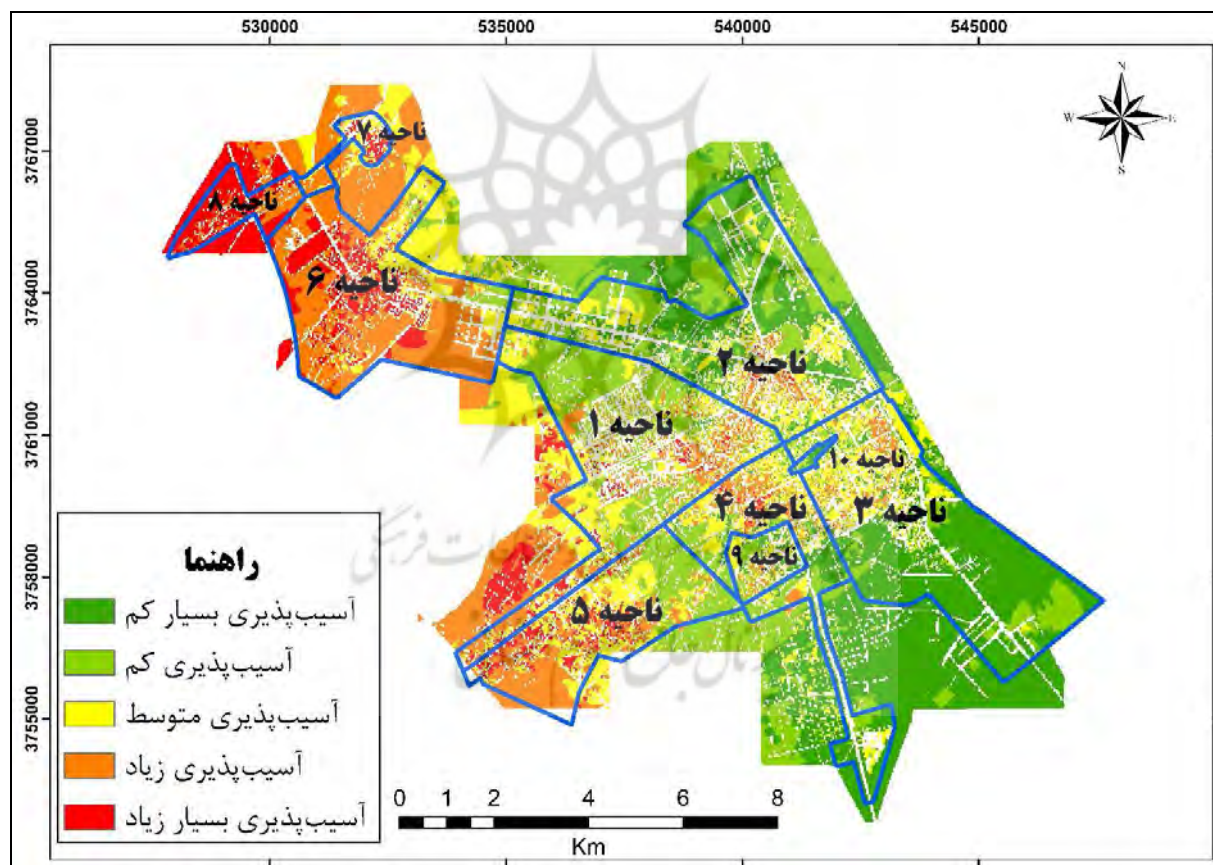 530000 535000 540000 545000
3767000
3764000
3761000
3758000
3755000
N
W E
S
ناحیه ۷
ناحیه ۸
ناحیه ۶
ناحیه ۲
ناحیه ۱
ناحیه ۱۰
ناحیه ۴
ناحیه ۳
ناحیه ۹
ناحیه ۵
راهنما
آسیب‌پذیری بسیار کم
آسیب‌پذیری کم
آسیب‌پذیری متوسط
آسیب‌پذیری زیاد
آسیب‌پذیری بسیار زیاد
0 1 2 4 6 8
Km